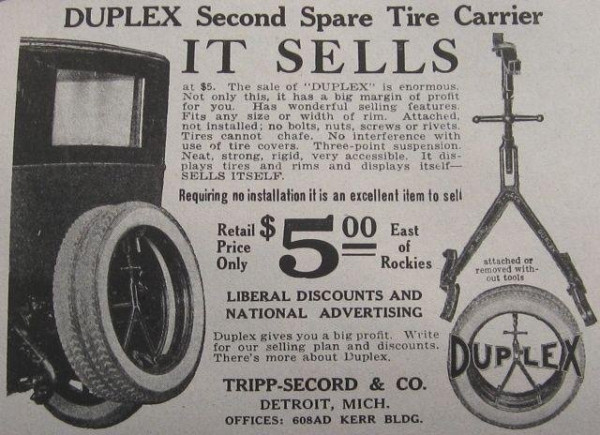 DUPLEX Second Spare Tire Carrier
IT SELLS
at $5. The sale of "DUPLEX" is enormous.
Not only this, it has a big margin of profit
for you. Has wonderful selling features.
Fits any size or width of rim. Attached,
not installed; no bolts, nuts, screws or rivets.
Tires cannot chafe. No interference with
use of tire covers. Three-point suspension.
Neat, strong, rigid, very accessible. It dis-
plays tires and rims and displays itself—
SELLS ITSELF.
Requiring no installation it is an excellent item to sell
Retail Price Only
$5.00
East of Rockies
attached or
removed with-
out tools
LIBERAL DISCOUNTS AND
NATIONAL ADVERTISING
Duplex gives you a big profit. Write
for our selling plan and discounts.
There's more about Duplex.
DUPLEX
TRIPP-SECORD & CO.
DETROIT, MICH.
OFFICES: 608AD KERR BLDG.